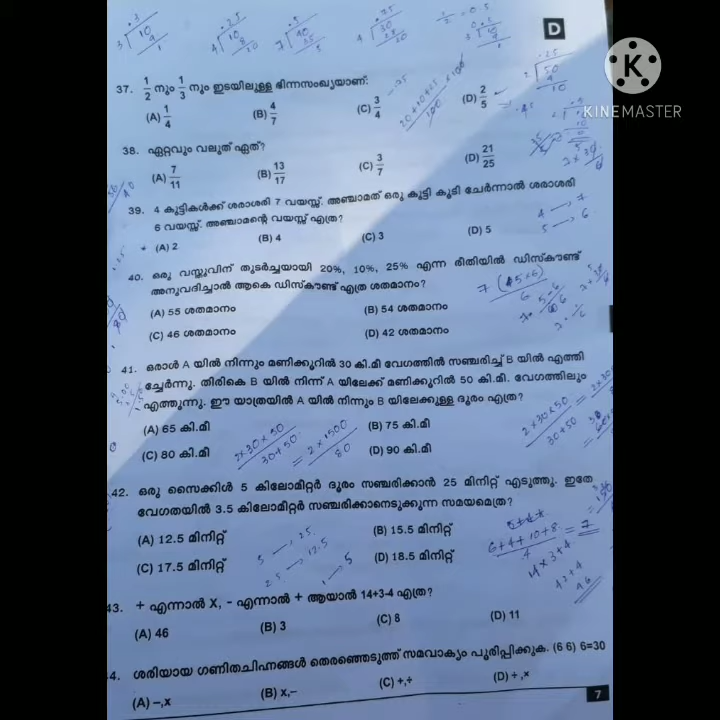 D
KINEMASTER
37. 1/2 നും 1/3 നും ഇടയിലുള്ള ഭിന്നസംഖ്യയാണ്:
(A) 1/4 (B) 4/7 (C) 3/4 (D) 2/5
38. ഏറ്റവും വലുത് ഏത്?
(A) 7/11 (B) 13/17 (C) 3/7 (D) 21/25
39. 4 കുട്ടികൾക്ക് ശരാശരി 7 വയസ്സ്. അഞ്ചാമത് ഒരു കുട്ടി കൂടി ചേർന്നാൽ ശരാശരി
6 വയസ്സ്. അഞ്ചാമന്റെ വയസ്സ് എത്ര?
(A) 2 (B) 4 (C) 3 (D) 5
40. ഒരു വസ്തുവിന് തുടർച്ചയായി 20%, 10%, 25% എന്ന രീതിയിൽ ഡിസ്കൗണ്ട്
അനുവദിച്ചാൽ ആകെ ഡിസ്കൗണ്ട് എത്ര ശതമാനം?
(A) 55 ശതമാനം (B) 54 ശതമാനം
(C) 46 ശതമാനം (D) 42 ശതമാനം
41. ഒരാൾ A യിൽ നിന്നും മണിക്കൂറിൽ 30 കി.മി വേഗത്തിൽ സഞ്ചരിച്ച് B യിൽ എത്തി
ച്ചേർന്നു. തിരികെ B യിൽ നിന്ന് A യിലേക്ക് മണിക്കൂറിൽ 50 കി.മി. വേഗത്തിലും
എത്തുന്നു. ഈ യാത്രയിൽ A യിൽ നിന്നും B യിലേക്കുള്ള ദൂരം എത്ര?
(A) 65 കി.മി (B) 75 കി.മി
(C) 80 കി.മി (D) 90 കി.മി
42. ഒരു സൈക്കിൾ 5 കിലോമിറ്റർ ദൂരം സഞ്ചരിക്കാൻ 25 മിനിറ്റ് എടുത്തു. ഇതേ
വേഗതയിൽ 3.5 കിലോമിറ്റർ സഞ്ചരിക്കാനെടുക്കുന്ന സമയമെത്ര?
(A) 12.5 മിനിറ്റ് (B) 15.5 മിനിറ്റ്
(C) 17.5 മിനിറ്റ് (D) 18.5 മിനിറ്റ്
43. + എന്നാൽ X, - എന്നാൽ + ആയാൽ 14+3-4 എത്ര?
(A) 46 (B) 3 (C) 8 (D) 11
4. ശരിയായ ഗണിതചിഹ്നങ്ങൾ തെരഞ്ഞെടുത്ത് സമവാക്യം പൂരിപ്പിക്കുക. (6 6) 6=30
(A) −,x (B) x,− (C) +,÷ (D) ÷,x
7